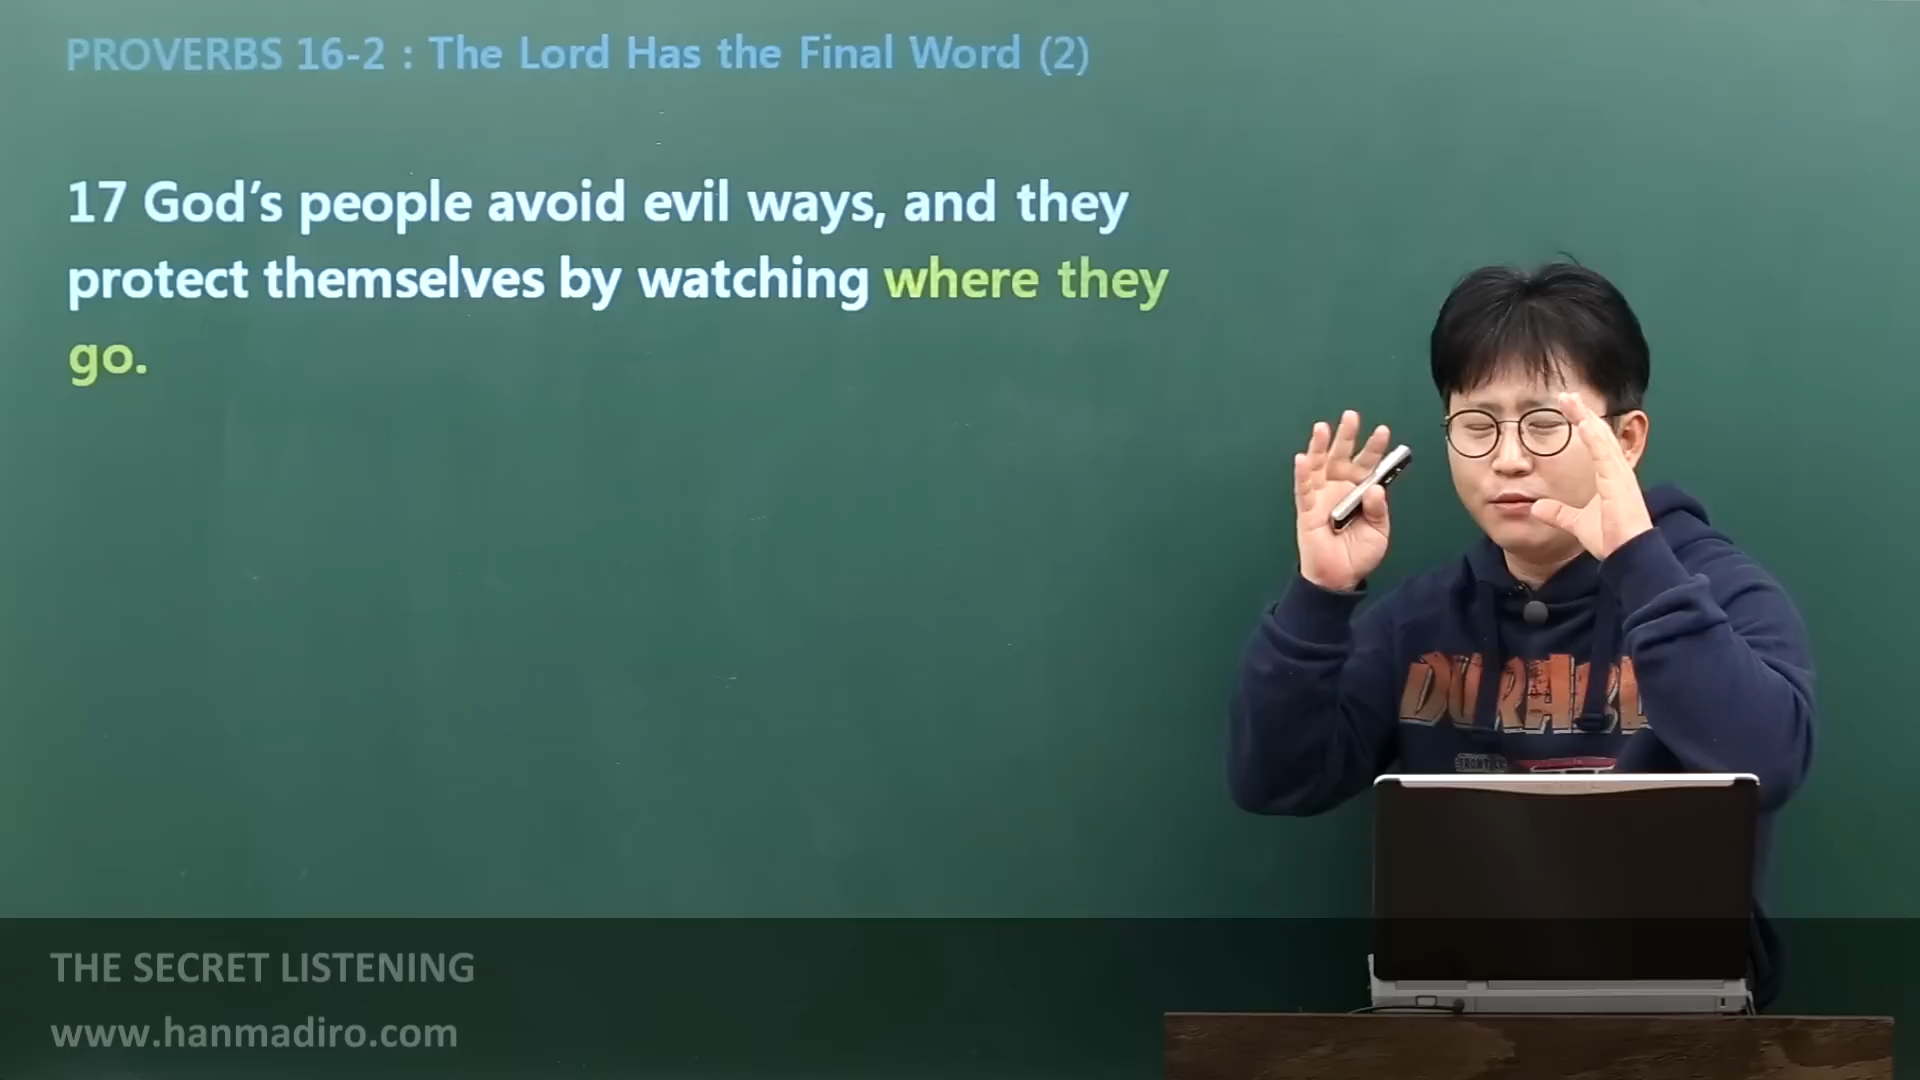 PROVERBS 16-2 : The Lord Has the Final Word (2)
17 God’s people avoid evil ways, and they
protect themselves by watching where they
go.
THE SECRET LISTENING
www.hanmadiro.com